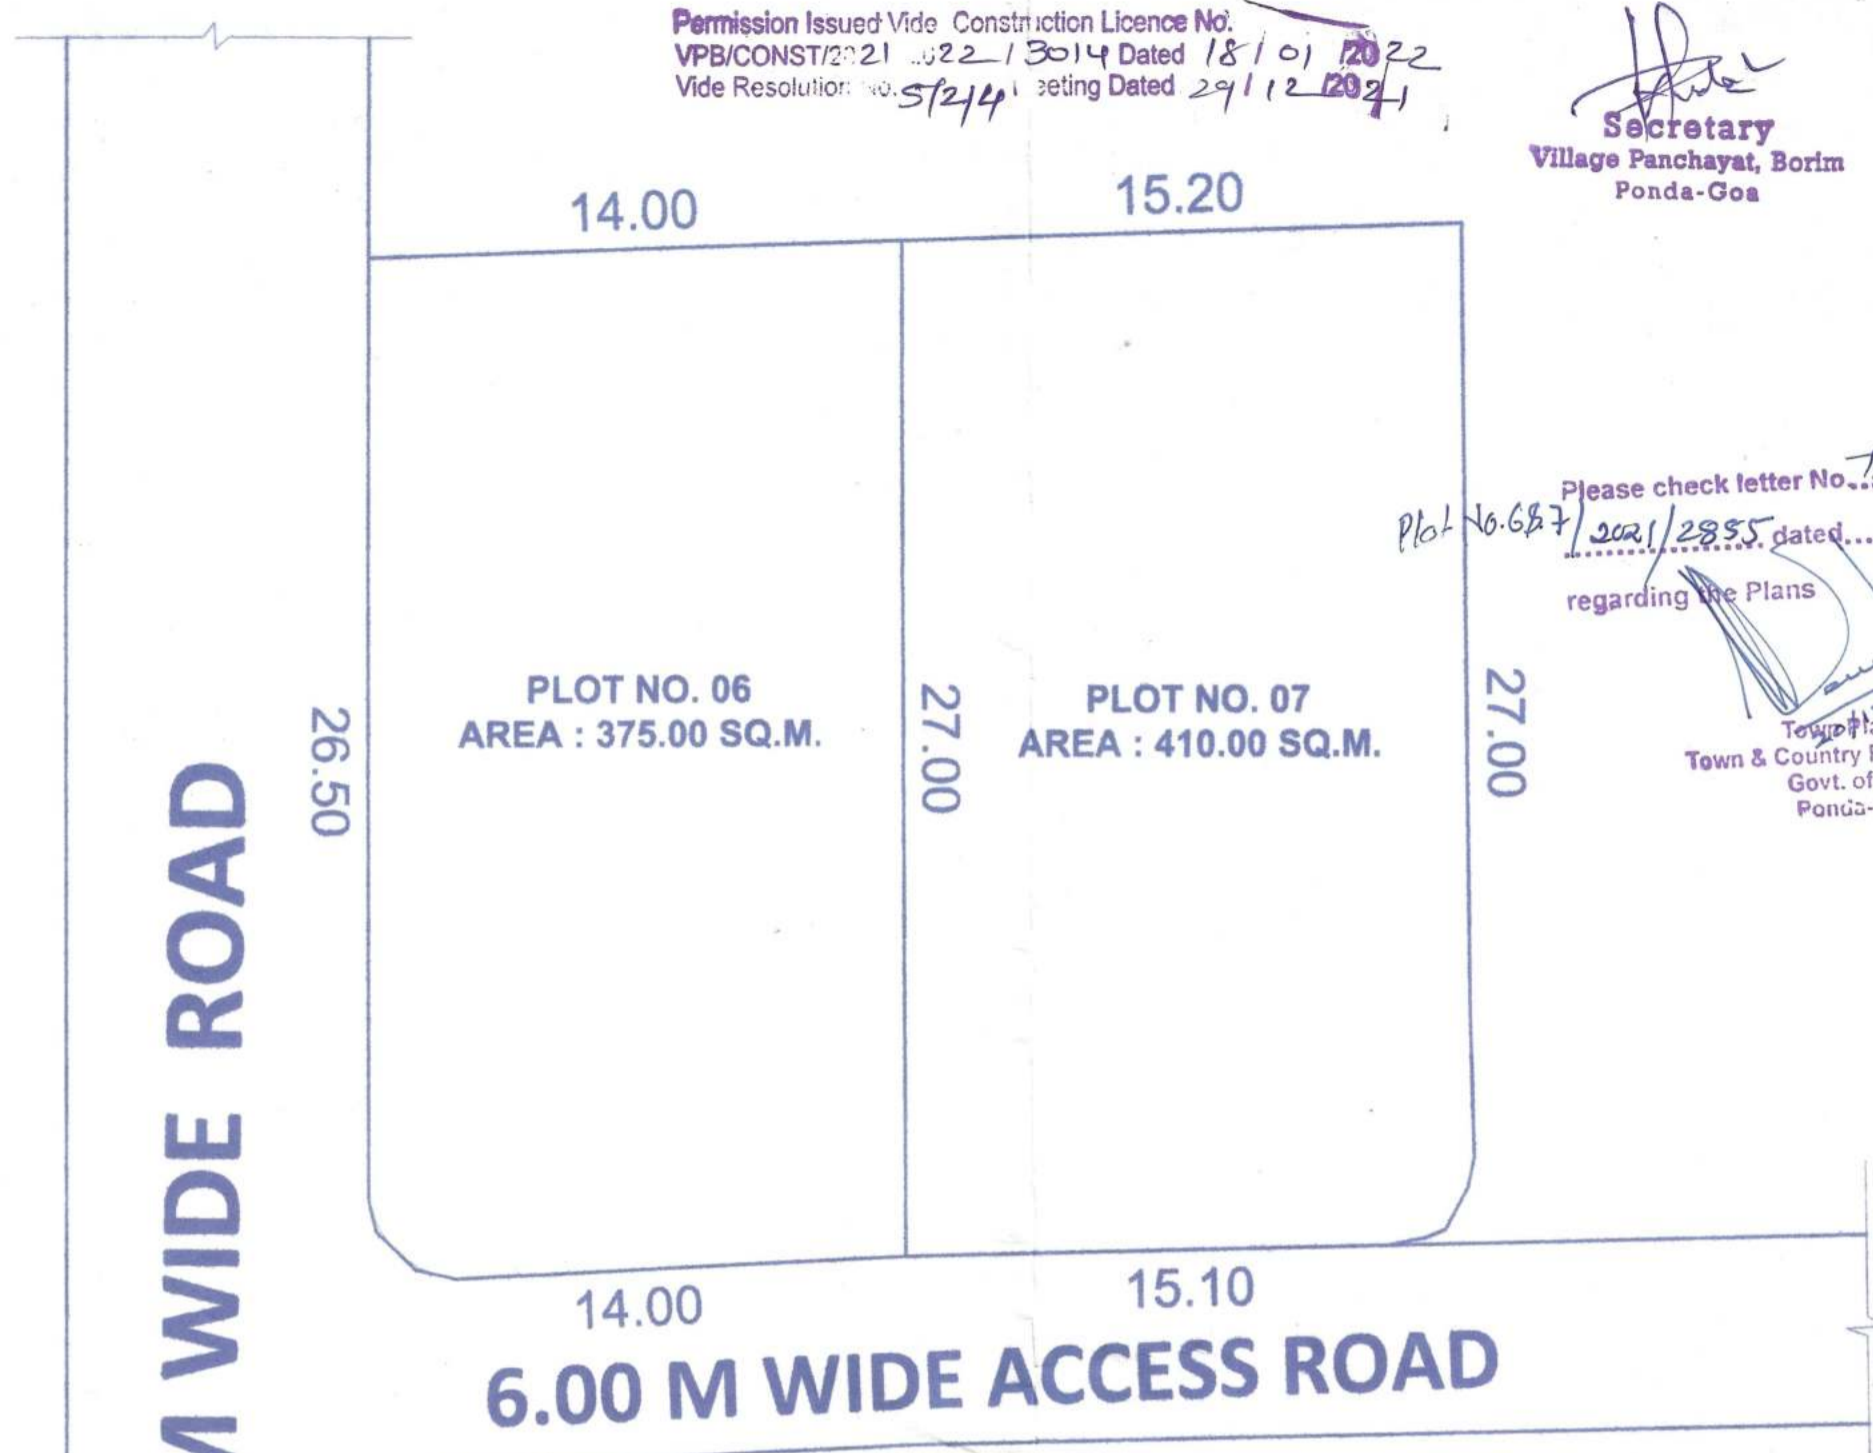 Permission Issued Vide Construction Licence No.
VPB/CONST/2021 2022 / 3014 Dated 18/01/2022
Vide Resolution No. 5/2/4 Meeting Dated 29/12/2021
Secretary
Village Panchayat, Borim
Ponda-Goa
14.00
15.20
Please check letter No...
Plot No. 6&7/2021/2855 dated...
regarding the Plans
PLOT NO. 06
AREA : 375.00 SQ.M.
PLOT NO. 07
AREA : 410.00 SQ.M.
26.50
27.00
27.00
Town & Country
Govt. of
Ponda-
14.00
15.10
6.00 M WIDE ACCESS ROAD
M WIDE ROAD